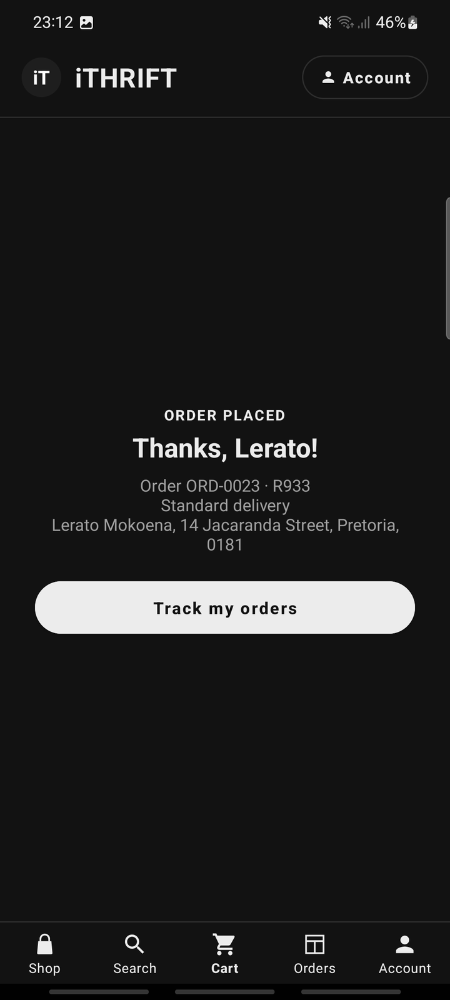 23:12
46%
iT
iTHRIFT
Account
ORDER PLACED
Thanks, Lerato!
Order ORD-0023 · R933
Standard delivery
Lerato Mokoena, 14 Jacaranda Street, Pretoria,
0181
Track my orders
Shop
Search
Cart
Orders
Account